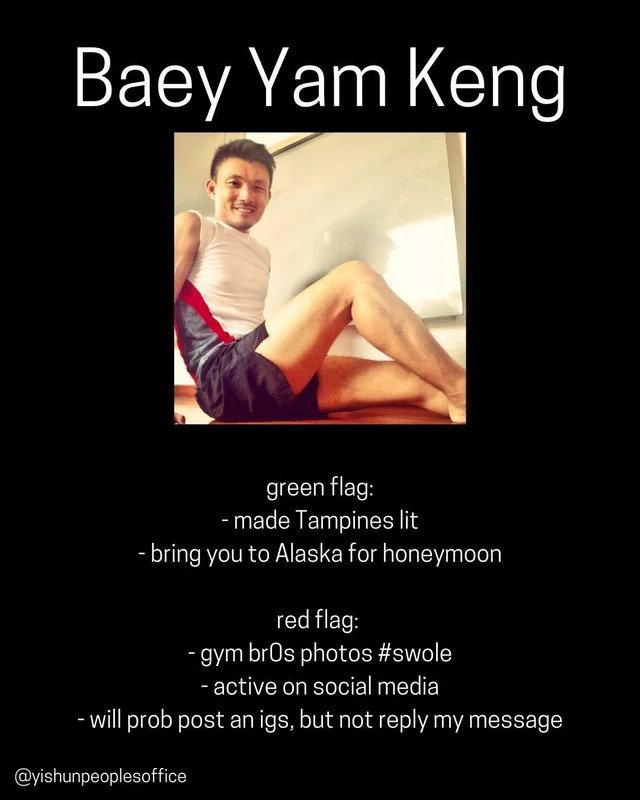 Baey Yam Keng
green flag:
- made Tampines lit
- bring you to Alaska for honeymoon
red flag:
- gym br0s photos #swole
- active on social media
- will prob post an igs, but not reply my message
@yishunpeoplesoffice